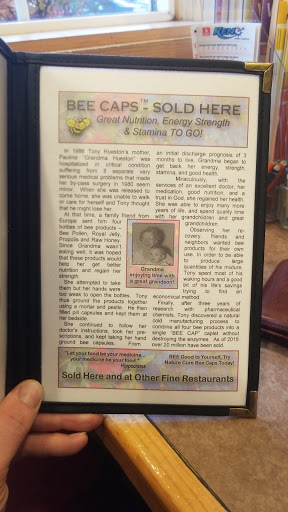 BEE CAPS™ - SOLD HERE
Great Nutrition, Energy Strength
& Stamina TO GO!
In 1986 Tony Hueston's mother,
Pauline "Grandma Hueston" was
hospitalized in critical condition
suffering from 8 separate very
serious medical problems that made
her by-pass surgery in 1980 seem
minor. When she was released to
come home, she was unable to walk
or care for herself and Tony thought
that he might lose her.
At that time, a family friend from
Europe sent him four
bottles of bee products –
Bee Pollen, Royal Jelly,
Propolis and Raw Honey.
Since Grandma wasn't
eating well, it was hoped
that these products would
help her get better
nutrition and regain her
strength.
She attempted to take
them but her hands were
too weak to open the bottles. Tony
thus ground the products together
using a mortar and pestle. He then
filled pill capsules and kept them at
her bedside.
She continued to follow her
doctor's instructions, took her pre-
scriptions, and kept taking her hand
ground bee capsules. From
an initial discharge prognosis of 3
months to live, Grandma began to
get back her energy, strength,
stamina, and good health.
Miraculously, with the
services of an excellent doctor, her
medication, good nutrition, and a
trust in God, she regained her health.
She was able to enjoy many more
years of life, and spend quality time
with her grandchildren and great
grandchildren.
Grandma
enjoying time with
a great grandson!
Observing her re-
covery, friends and
neighbors wanted bee
products for their own
use. In order to be able
to produce large
quantities of his mixture,
Tony spent most of his
waking hours and a good
bit of his life's savings
trying to find an
economical method.
Finally, after three years of
research with pharmaceutical
chemists, Tony discovered a natural
cold manufacturing process to
combine all four bee products into a
single "BEE CAP" caplet without
destroying the enzymes. As of 2015
over 20 million have been sold.
"Let your food be your medicine,
your medicine be your food."
Hippocrates
BEE Good to Yourself, Try
Nature Cure Bee Caps Today!
Sold Here and at Other Fine Restaurants